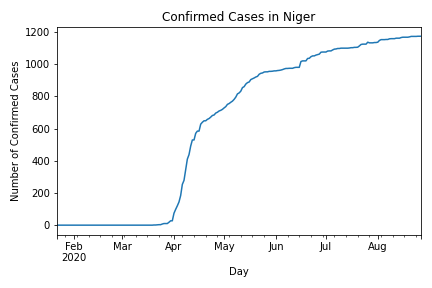 Confirmed Cases in Niger
Number of Confirmed Cases
1200
1000
800
600
400
200
0
Feb Mar Apr May Jun Jul Aug
2020
Day